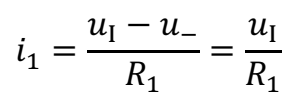 i₁ = (u_I − u₋)/R₁ = u_I/R₁